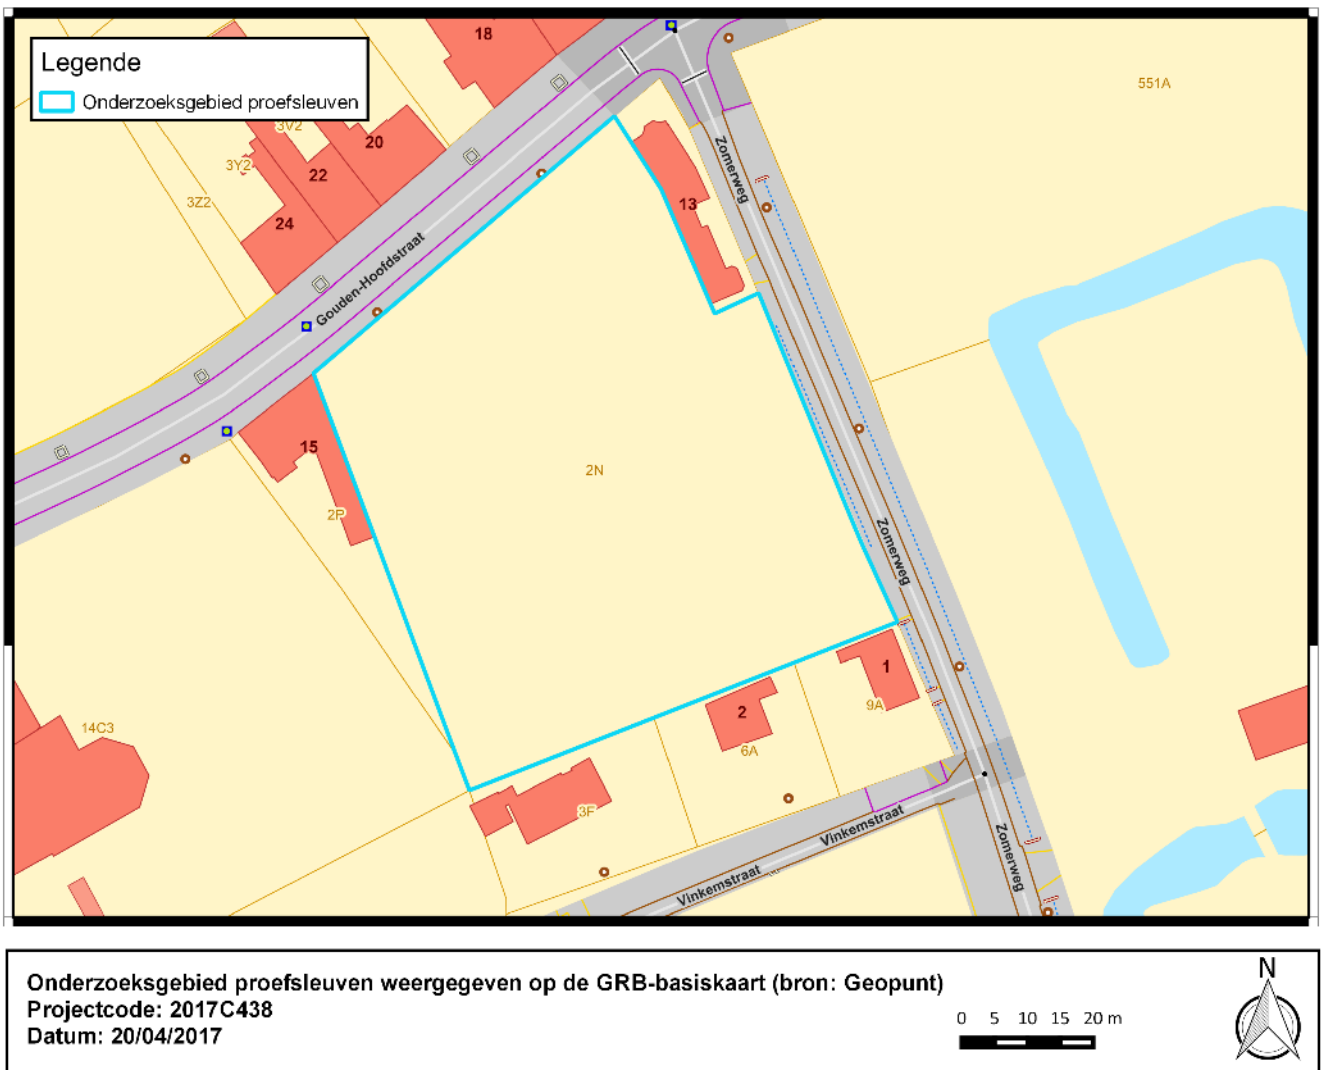 Legende
Onderzoeksgebied proefsleuven
18
551A
3V2
20
3Y2
22
3Z2
24
Zomerweg
13
Gouden-Hoofdstraat
15
2N
2P
Zomerweg
1
9A
2
6A
14C3
3F
Vinkemstraat
Vinkemstraat
Zomerweg
Onderzoeksgebied proefsleuven weergegeven op de GRB-basiskaart (bron: Geopunt)
Projectcode: 2017C438
Datum: 20/04/2017
0 5 10 15 20 m
N